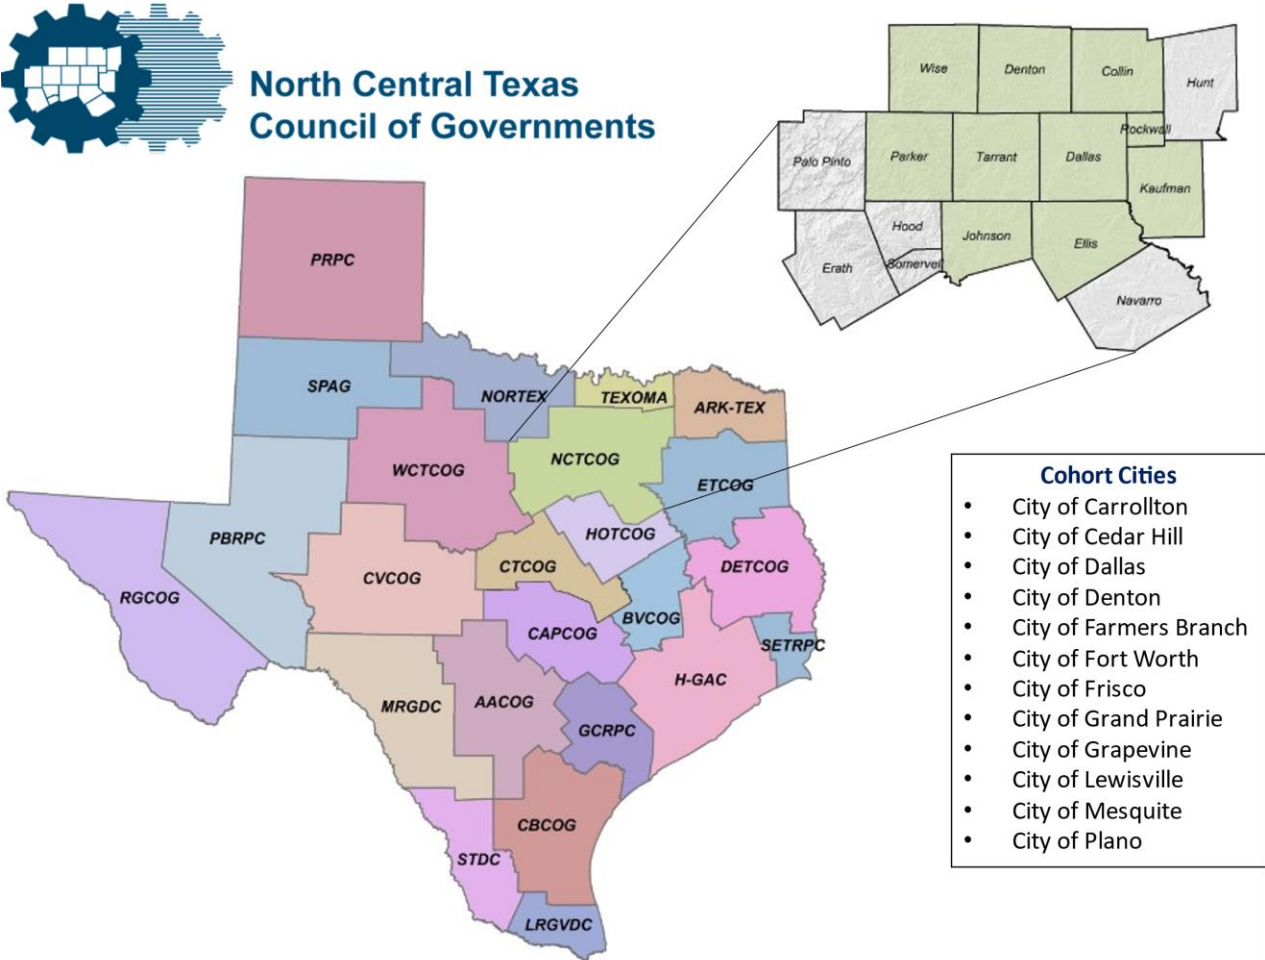 North Central Texas
Council of Governments
Wise
Denton
Collin
Hunt
Rockwall
Palo Pinto
Parker
Tarrant
Dallas
Kaufman
Hood
Johnson
Ellis
Erath
Somervell
Navarro
PRPC
SPAG
NORTEX
TEXOMA
ARK-TEX
WCTCOG
NCTCOG
ETCOG
PBRPC
HOTCOG
CVCOG
CTCOG
DETCOG
RGCOG
BVCOG
CAPCOG
SETRPC
H-GAC
MRGDC
AACOG
GCRPC
CBCOG
STDC
LRGVDC
Cohort Cities
• City of Carrollton
• City of Cedar Hill
• City of Dallas
• City of Denton
• City of Farmers Branch
• City of Fort Worth
• City of Frisco
• City of Grand Prairie
• City of Grapevine
• City of Lewisville
• City of Mesquite
• City of Plano